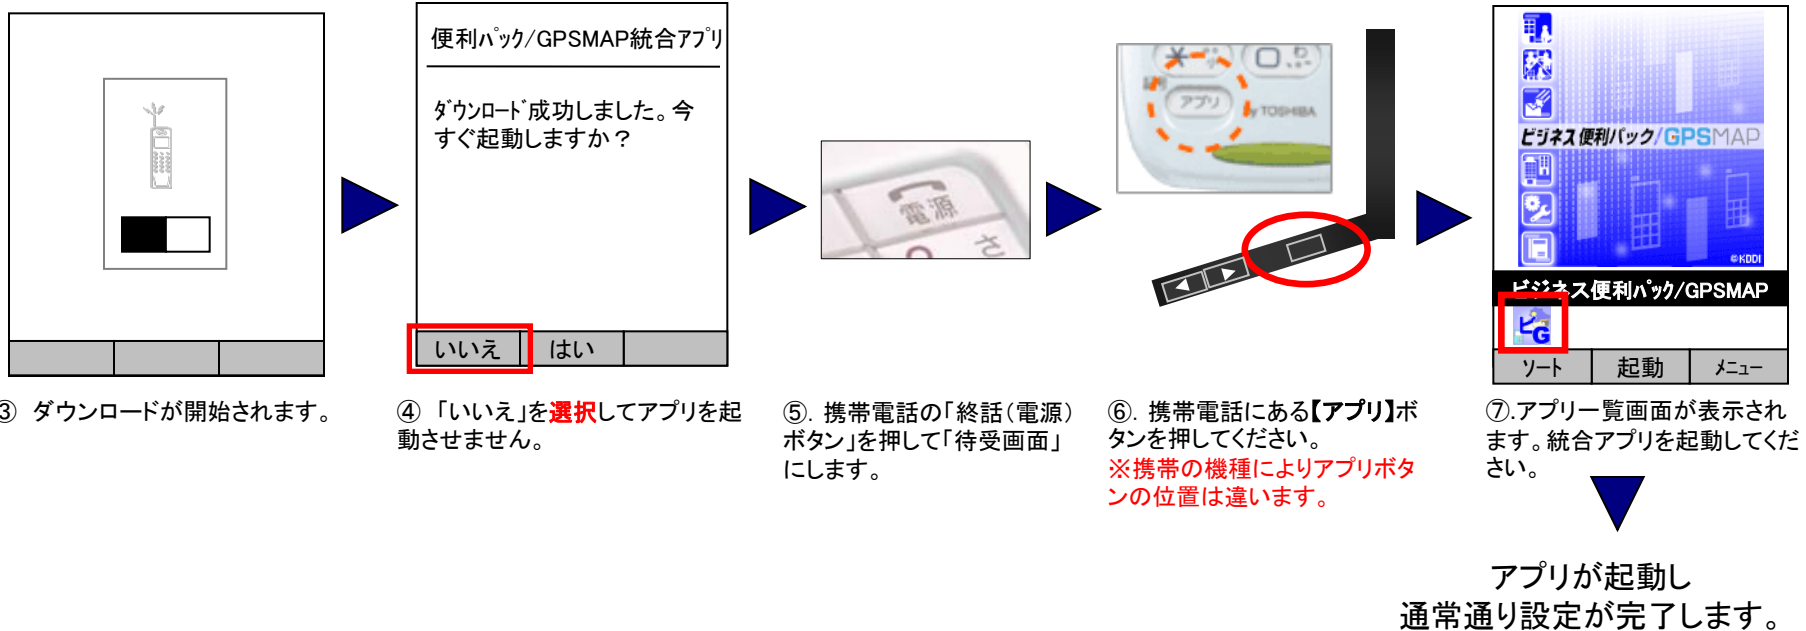 便利ﾊﾟｯｸ/GPSMAP統合ｱﾌﾟﾘ
ﾀﾞｳﾝﾛｰﾄﾞ成功しました。今
すぐ起動しますか？
いいえ
はい
電源
さ
アプリ
by TOSHIBA
ビジネス便利パック/GPSMAP
©KDDI
ビジネス便利ﾊﾟｯｸ/GPSMAP
ビG
ソート
起動
ﾒﾆｭｰ
③ ダウンロードが開始されます。
④ 「いいえ」を選択してアプリを起
動させません。
⑤. 携帯電話の「終話（電源）
ボタン」を押して「待受画面」
にします。
⑥. 携帯電話にある【アプリ】ボ
タンを押してください。
※携帯の機種によりアプリボタ
ンの位置は違います。
⑦.アプリ一覧画面が表示され
ます。統合アプリを起動してくだ
さい。
アプリが起動し
通常通り設定が完了します。